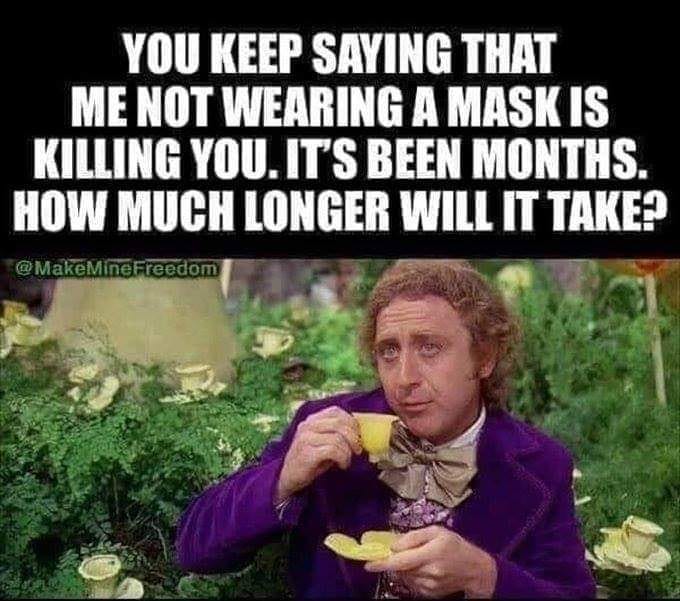 YOU KEEP SAYING THAT
ME NOT WEARING A MASK IS
KILLING YOU. IT'S BEEN MONTHS.
HOW MUCH LONGER WILL IT TAKE?
@MakeMineFreedom